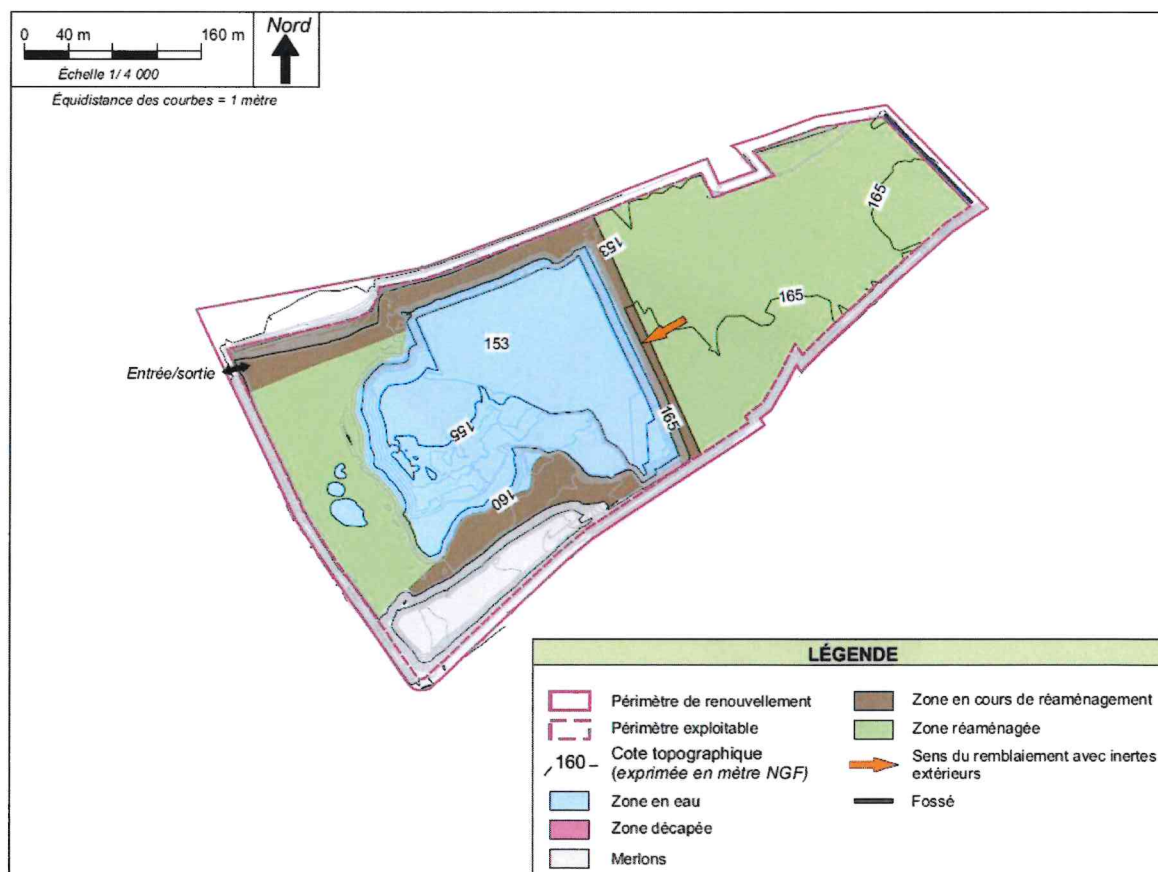 0 40 m 160 m
Échelle 1/ 4 000
Nord
Équidistance des courbes = 1 mètre
165
153
165
153
Entrée/sortie
165
155
160
LÉGENDE
Périmètre de renouvellement
Périmètre exploitable
160
Cote topographique
(exprimée en mètre NGF)
Zone en eau
Zone décapée
Merlons
Zone en cours de réaménagement
Zone réaménagée
Sens du remblaiement avec inertes
extérieurs
Fossé